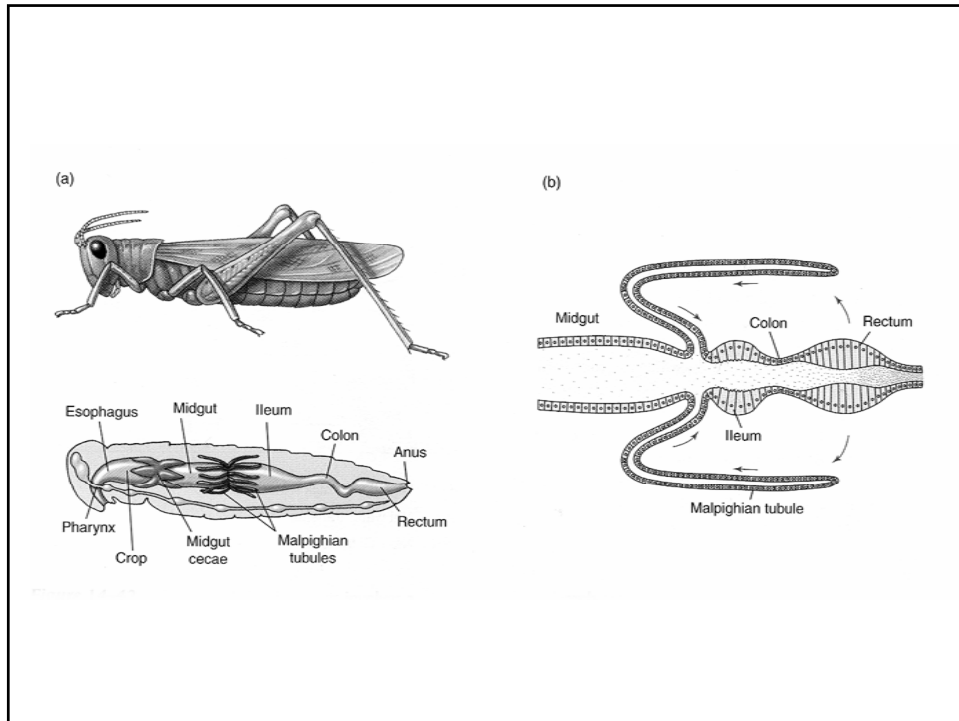 (a)
Esophagus
Midgut
Ileum
Colon
Anus
Pharynx
Crop
Midgut
cecae
Malpighian
tubules
Rectum
(b)
Midgut
Colon
Rectum
Ileum
Malpighian tubule